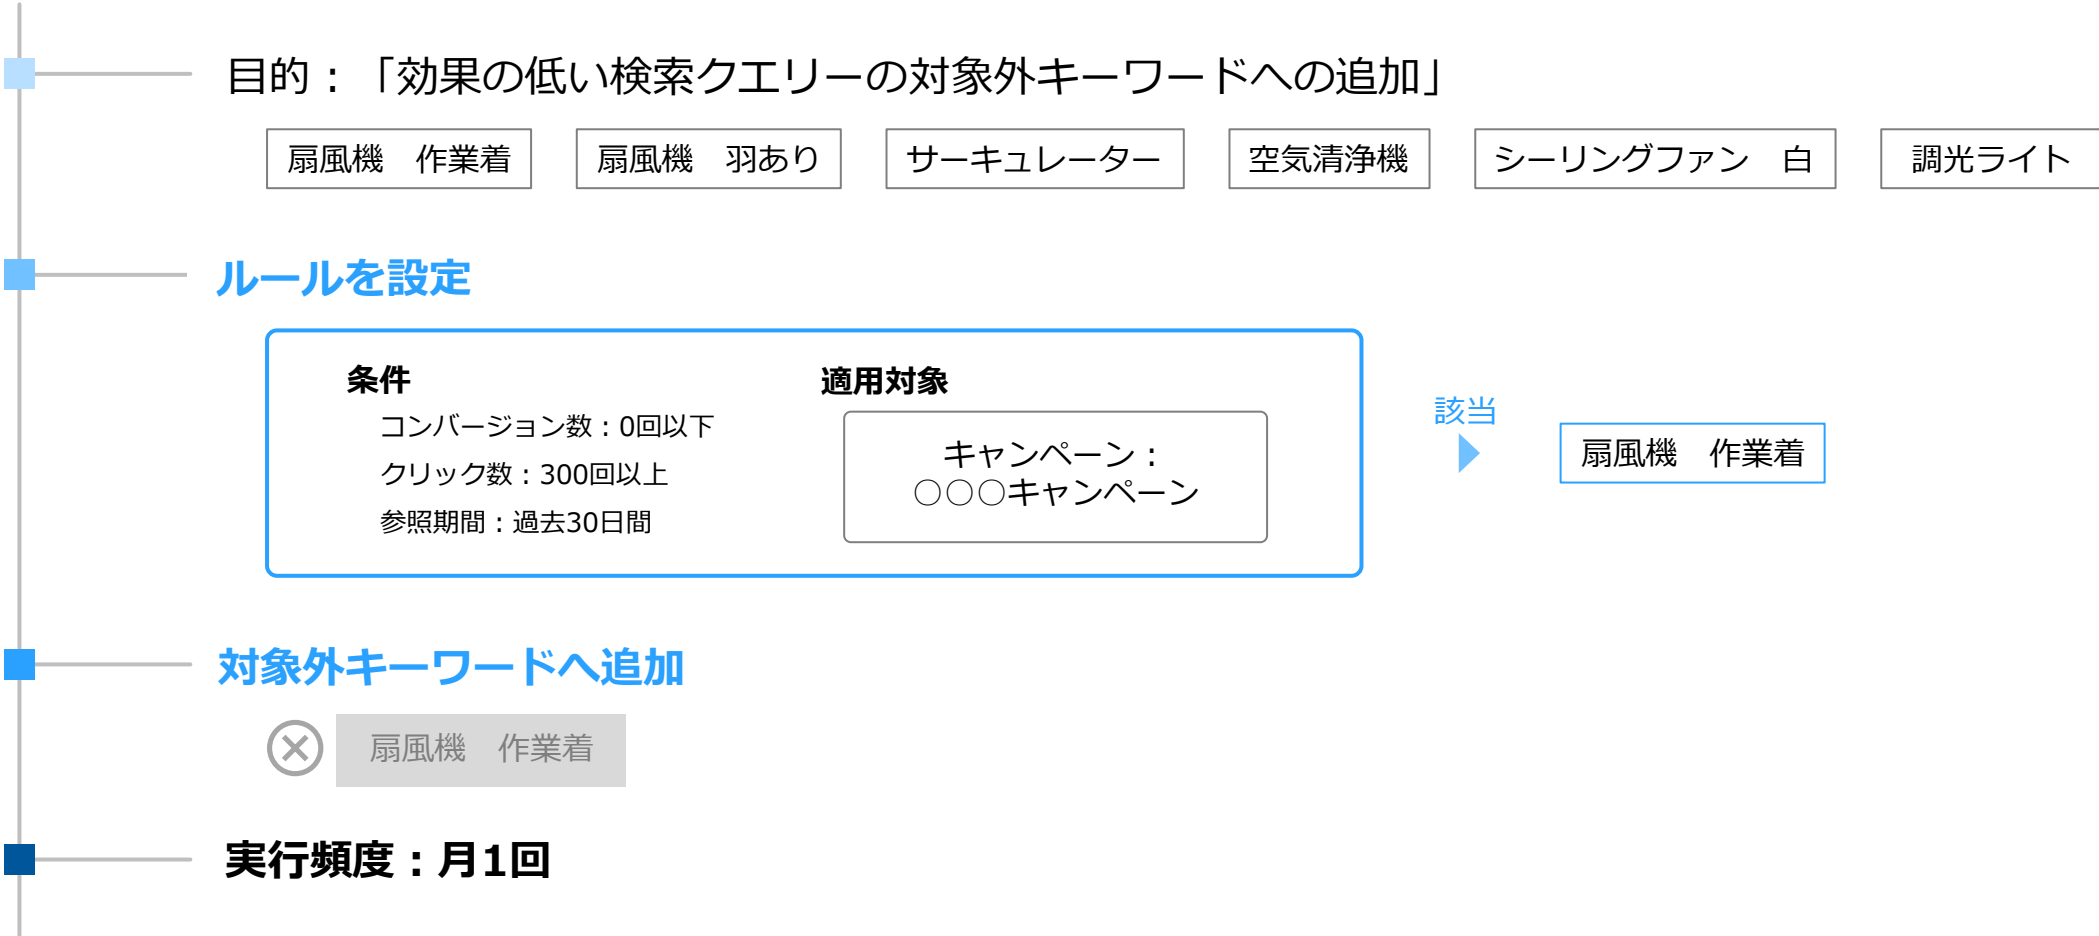 目的：「効果の低い検索クエリーの対象外キーワードへの追加」
扇風機　作業着
扇風機　羽あり
サーキュレーター
空気清浄機
シーリングファン　白
調光ライト
ルールを設定
条件
コンバージョン数：0回以下
クリック数：300回以上
参照期間：過去30日間
適用対象
キャンペーン：
〇〇〇キャンペーン
該当
扇風機　作業着
対象外キーワードへ追加
扇風機　作業着
実行頻度：月1回